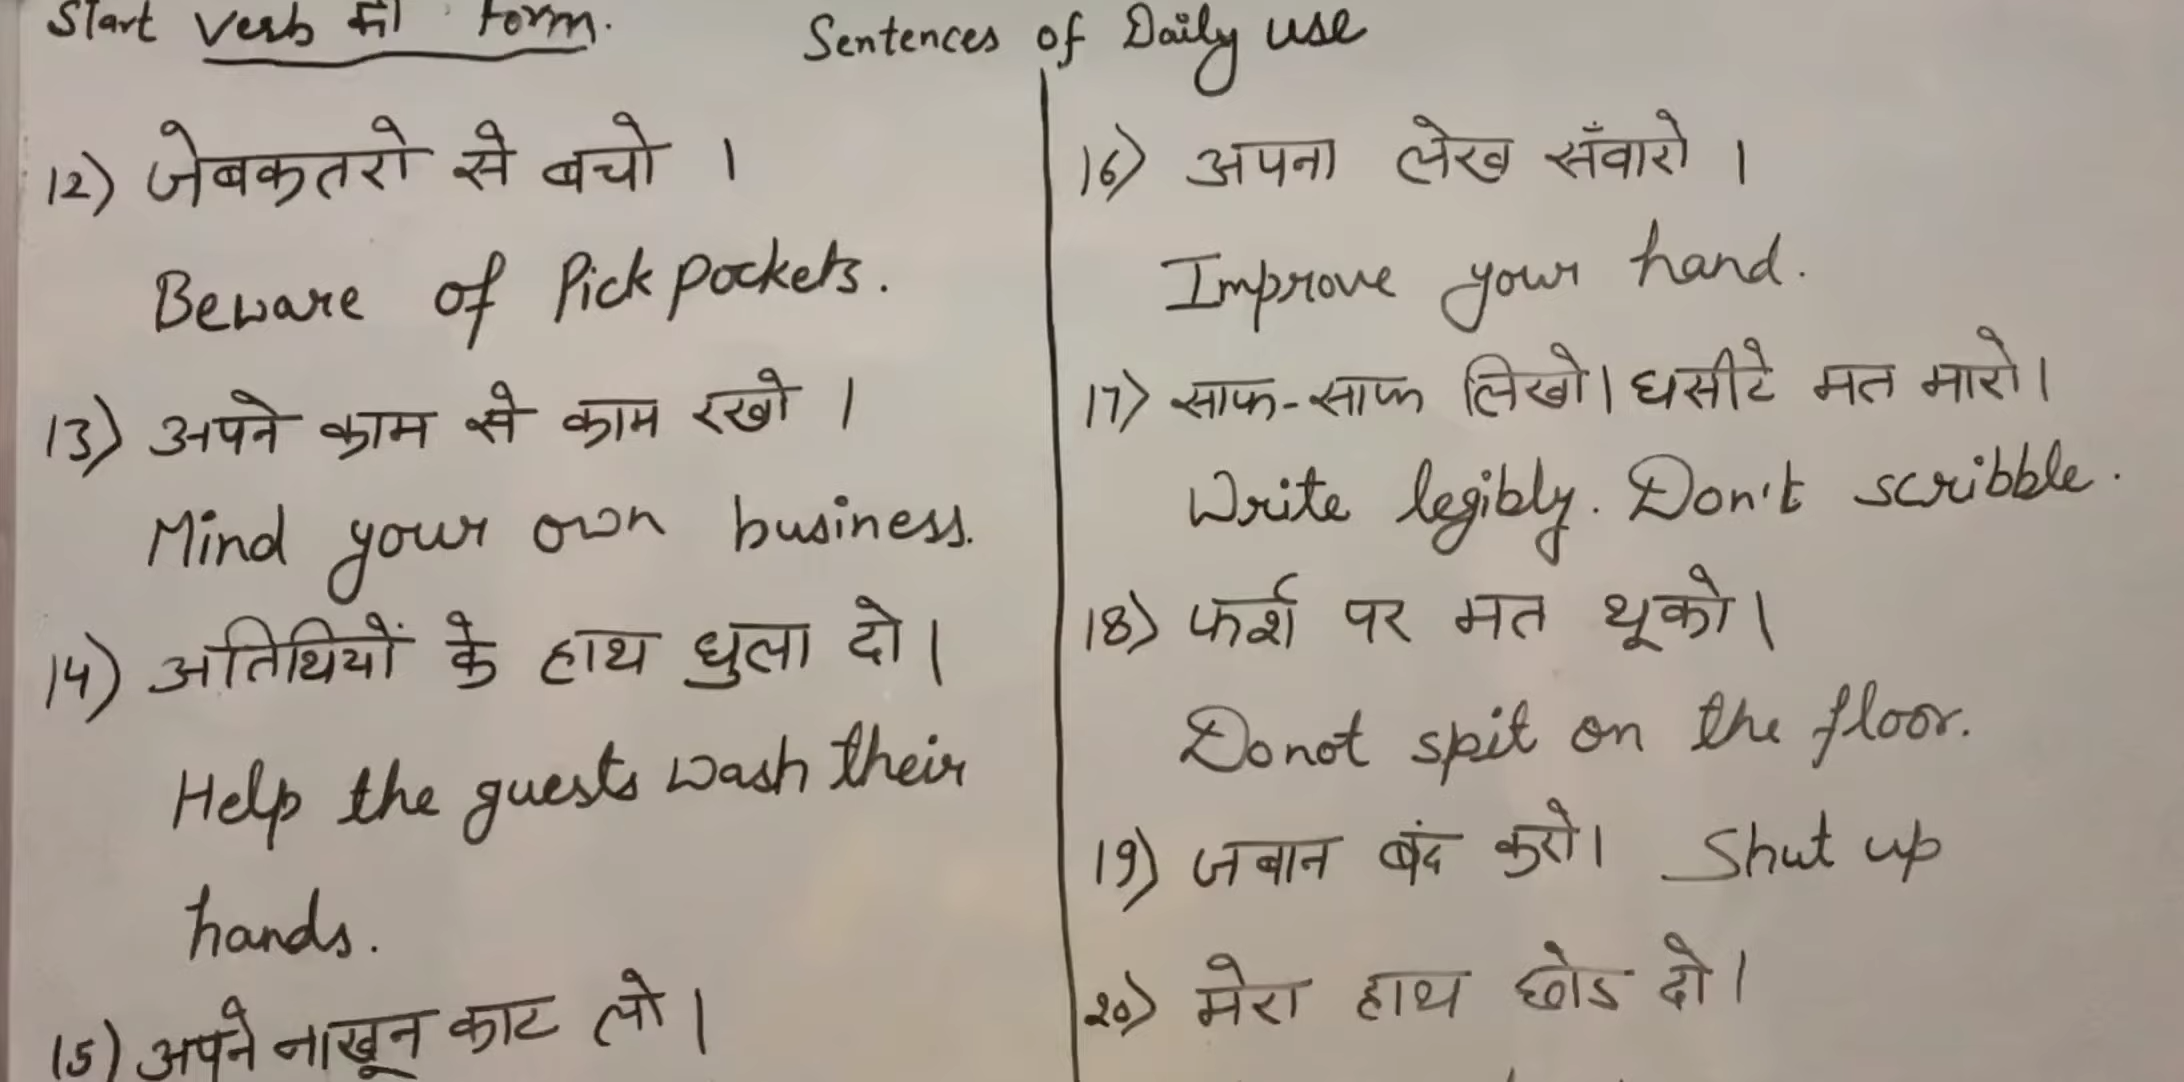 Start verb की form.
Sentences of Daily use
12) जेबकतरो से बचो ।
Beware of Pick pockets.
13) अपने काम से काम रखो ।
Mind your own business.
14) अतिथियों के हाथ धुला दो।
Help the guests wash their
hands.
15) अपने नाखून काट लो।
16) अपना लेख सँवारो ।
Improve your hand.
17) साफ-साफ लिखो। घसीटे मत मारो।
Write legibly. Don't scribble.
18) फर्श पर मत थूको।
Donot spit on the floor.
19) जबान बंद करो। Shut up
20) मेरा हाथ छोड दो।